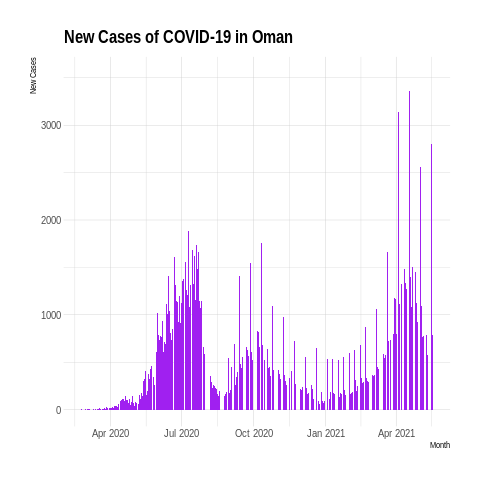 New Cases of COVID-19 in Oman
New Cases
3000
2000
1000
0
Apr 2020 Jul 2020 Oct 2020 Jan 2021 Apr 2021
Month